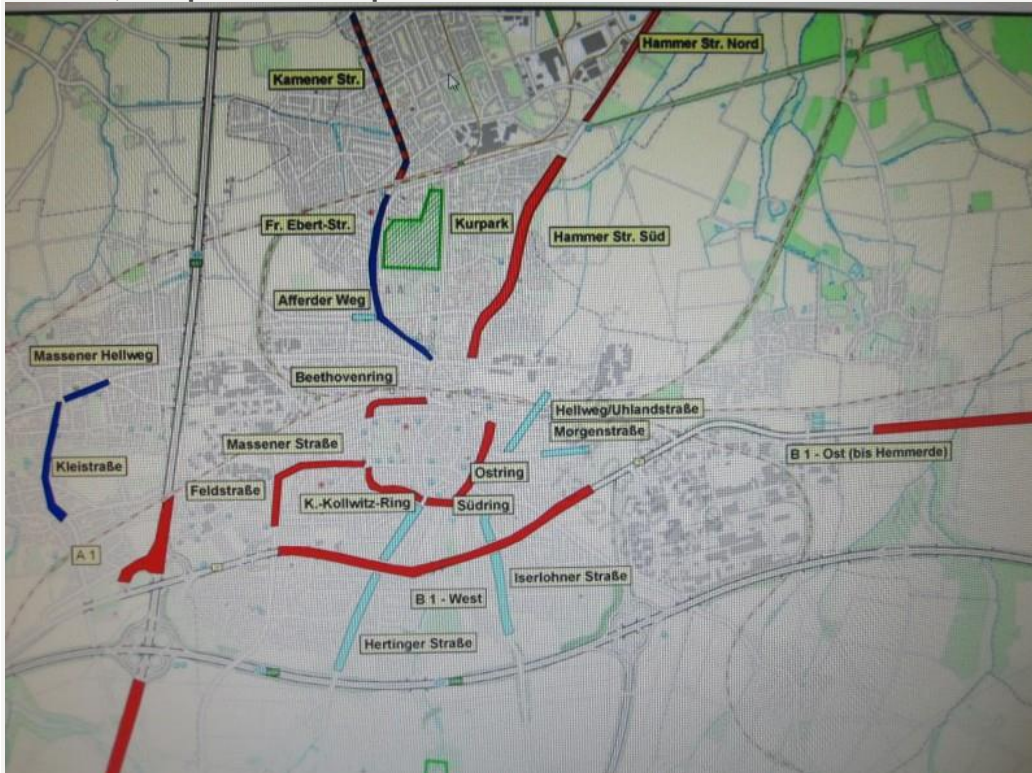 Hammer Str. Nord
Kamener Str.
Fr. Ebert-Str.
Kurpark
Hammer Str. Süd
Afferder Weg
Massener Hellweg
Beethovenring
Hellweg/Uhlandstraße
Massener Straße
Morgenstraße
B 1 - Ost (bis Hemmerde)
Kleistraße
Ostring
Feldstraße
K.-Kollwitz-Ring
Südring
A 1
Iserlohner Straße
B 1 - West
Hertinger Straße